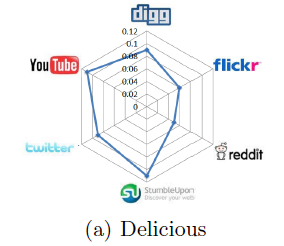 digg
0.12
0.1
0.08
0.06
0.04
0.02
0
YouTube
flickr
twitter
reddit
SU StumbleUpon
Discover your web
(a) Delicious